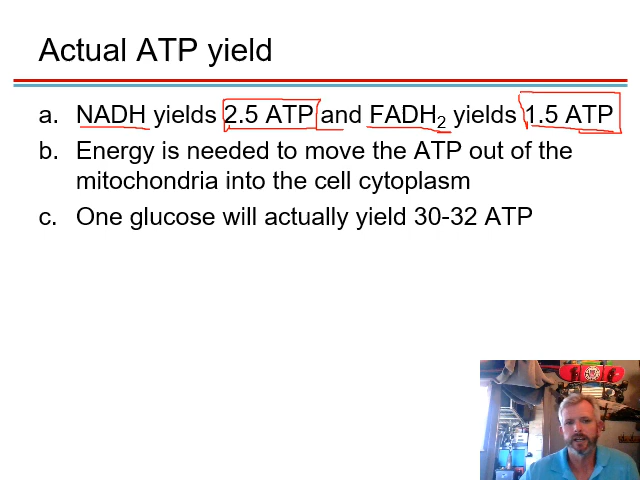 Actual ATP yield
a. NADH yields 2.5 ATP and FADH₂ yields 1.5 ATP
b. Energy is needed to move the ATP out of the
mitochondria into the cell cytoplasm
c. One glucose will actually yield 30-32 ATP